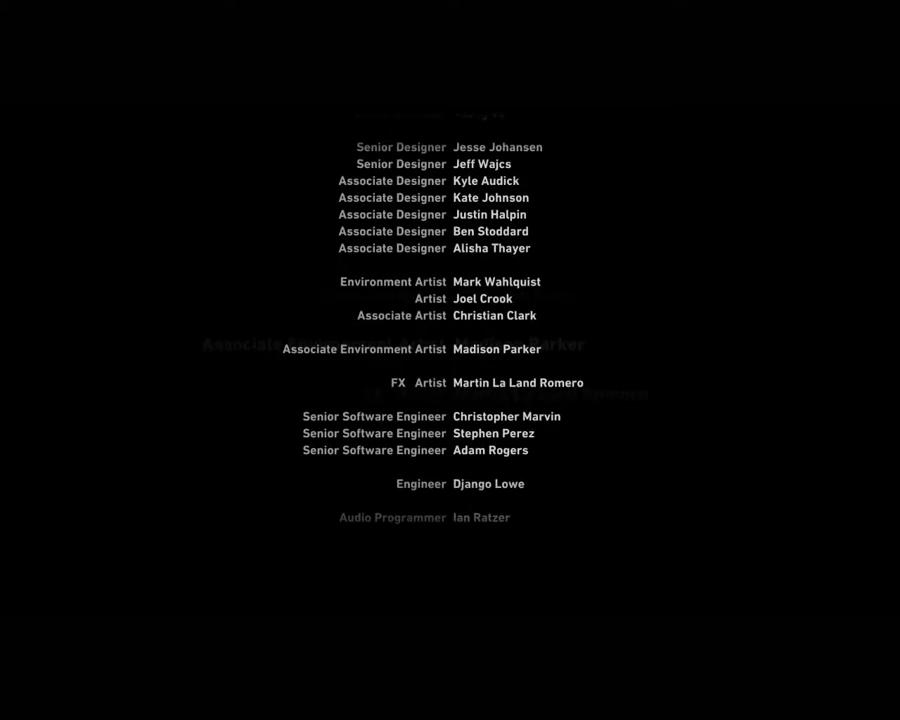 Senior Designer Jesse Johansen
Senior Designer Jeff Wajcs
Associate Designer Kyle Audick
Associate Designer Kate Johnson
Associate Designer Justin Halpin
Associate Designer Ben Stoddard
Associate Designer Alisha Thayer
Environment Artist Mark Wahlquist
Artist Joel Crook
Associate Artist Christian Clark
Associate Environment Artist Madison Parker
FX Artist Martin La Land Romero
Senior Software Engineer Christopher Marvin
Senior Software Engineer Stephen Perez
Senior Software Engineer Adam Rogers
Engineer Django Lowe
Audio Programmer Ian Ratzer